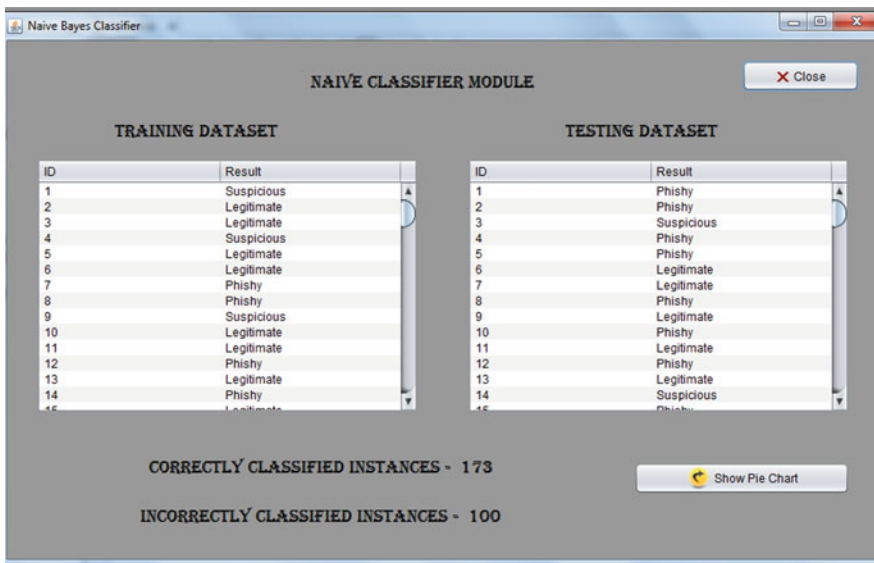 Naive Bayes Classifier
NAIVE CLASSIFIER MODULE
Close
TRAINING DATASET
ID Result
1 Suspicious
2 Legitimate
3 Legitimate
4 Suspicious
5 Legitimate
6 Legitimate
7 Phishy
8 Phishy
9 Suspicious
10 Legitimate
11 Legitimate
12 Phishy
13 Legitimate
14 Phishy
15 Legitimate
TESTING DATASET
ID Result
1 Phishy
2 Phishy
3 Suspicious
4 Phishy
5 Phishy
6 Legitimate
7 Legitimate
8 Phishy
9 Legitimate
10 Phishy
11 Legitimate
12 Phishy
13 Legitimate
14 Suspicious
15 Phishy
CORRECTLY CLASSIFIED INSTANCES - 173
Show Pie Chart
INCORRECTLY CLASSIFIED INSTANCES - 100